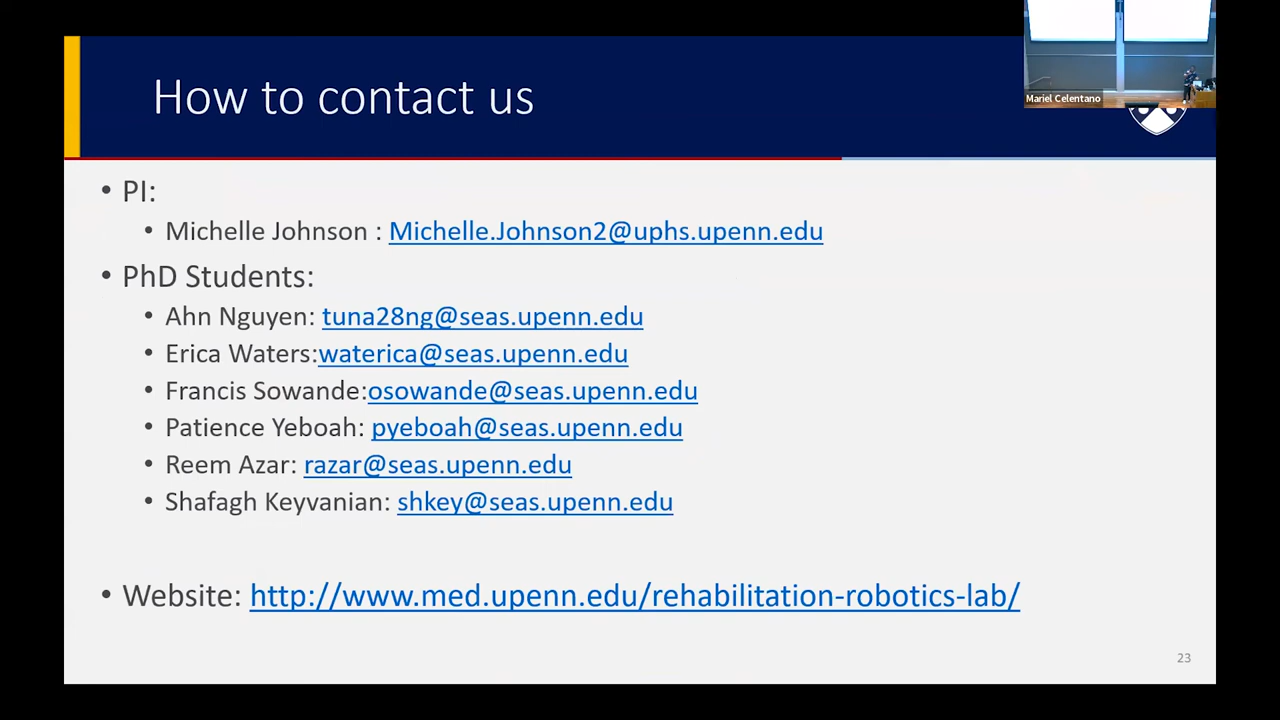 How to contact us
Mariel Celentano
• PI:
• Michelle Johnson : Michelle.Johnson2@uphs.upenn.edu
• PhD Students:
• Ahn Nguyen: tuna28ng@seas.upenn.edu
• Erica Waters:waterica@seas.upenn.edu
• Francis Sowande:osowande@seas.upenn.edu
• Patience Yeboah: pyeboah@seas.upenn.edu
• Reem Azar: razar@seas.upenn.edu
• Shafagh Keyvanian: shkey@seas.upenn.edu
• Website: http://www.med.upenn.edu/rehabilitation-robotics-lab/
23